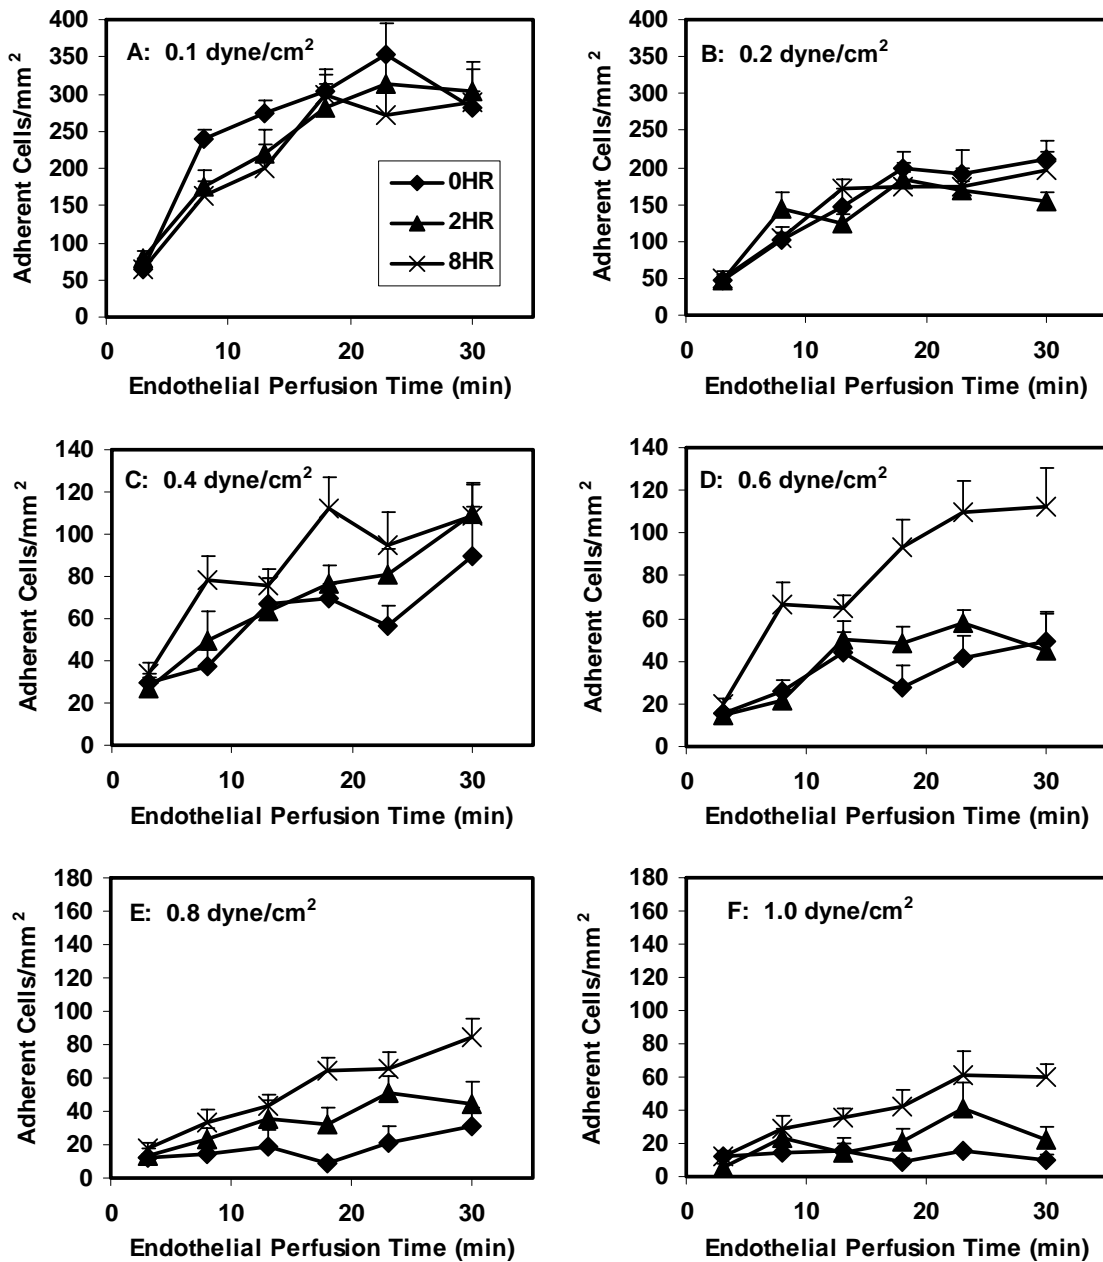 A: 0.1 dyne/cm²
Adherent Cells/mm²
400
350
300
250
200
150
100
50
0
0HR
2HR
8HR
0 10 20 30
Endothelial Perfusion Time (min)
B: 0.2 dyne/cm²
Adherent Cells/mm²
400
350
300
250
200
150
100
50
0
0 10 20 30
Endothelial Perfusion Time (min)
C: 0.4 dyne/cm²
Adherent Cells/mm²
140
120
100
80
60
40
20
0
0 10 20 30
Endothelial Perfusion Time (min)
D: 0.6 dyne/cm²
Adherent Cells/mm²
140
120
100
80
60
40
20
0
0 10 20 30
Endothelial Perfusion Time (min)
E: 0.8 dyne/cm²
Adherent Cells/mm²
180
160
140
120
100
80
60
40
20
0
0 10 20 30
Endothelial Perfusion Time (min)
F: 1.0 dyne/cm²
Adherent Cells/mm²
180
160
140
120
100
80
60
40
20
0
0 10 20 30
Endothelial Perfusion Time (min)